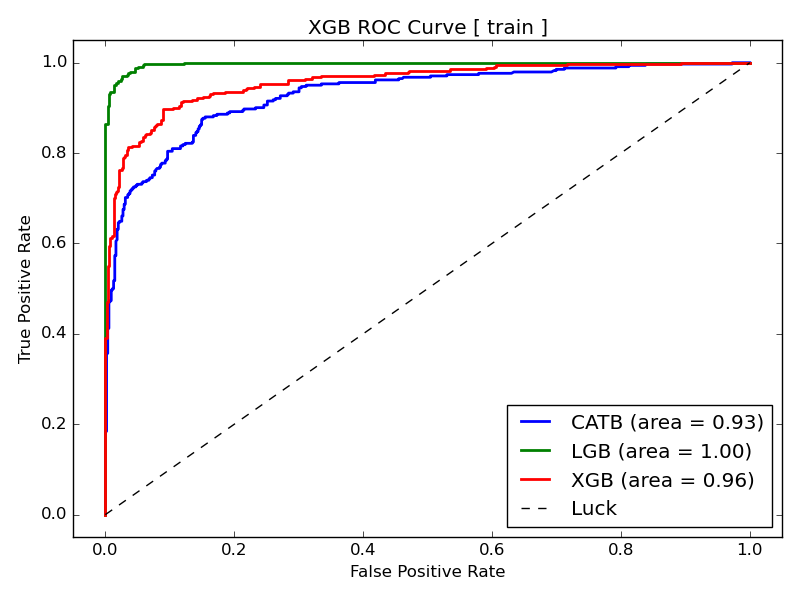 XGB ROC Curve [ train ]
True Positive Rate
1.0
0.8
0.6
0.4
0.2
0.0
0.0 0.2 0.4 0.6 0.8 1.0
False Positive Rate
CATB (area = 0.93)
LGB (area = 1.00)
XGB (area = 0.96)
Luck